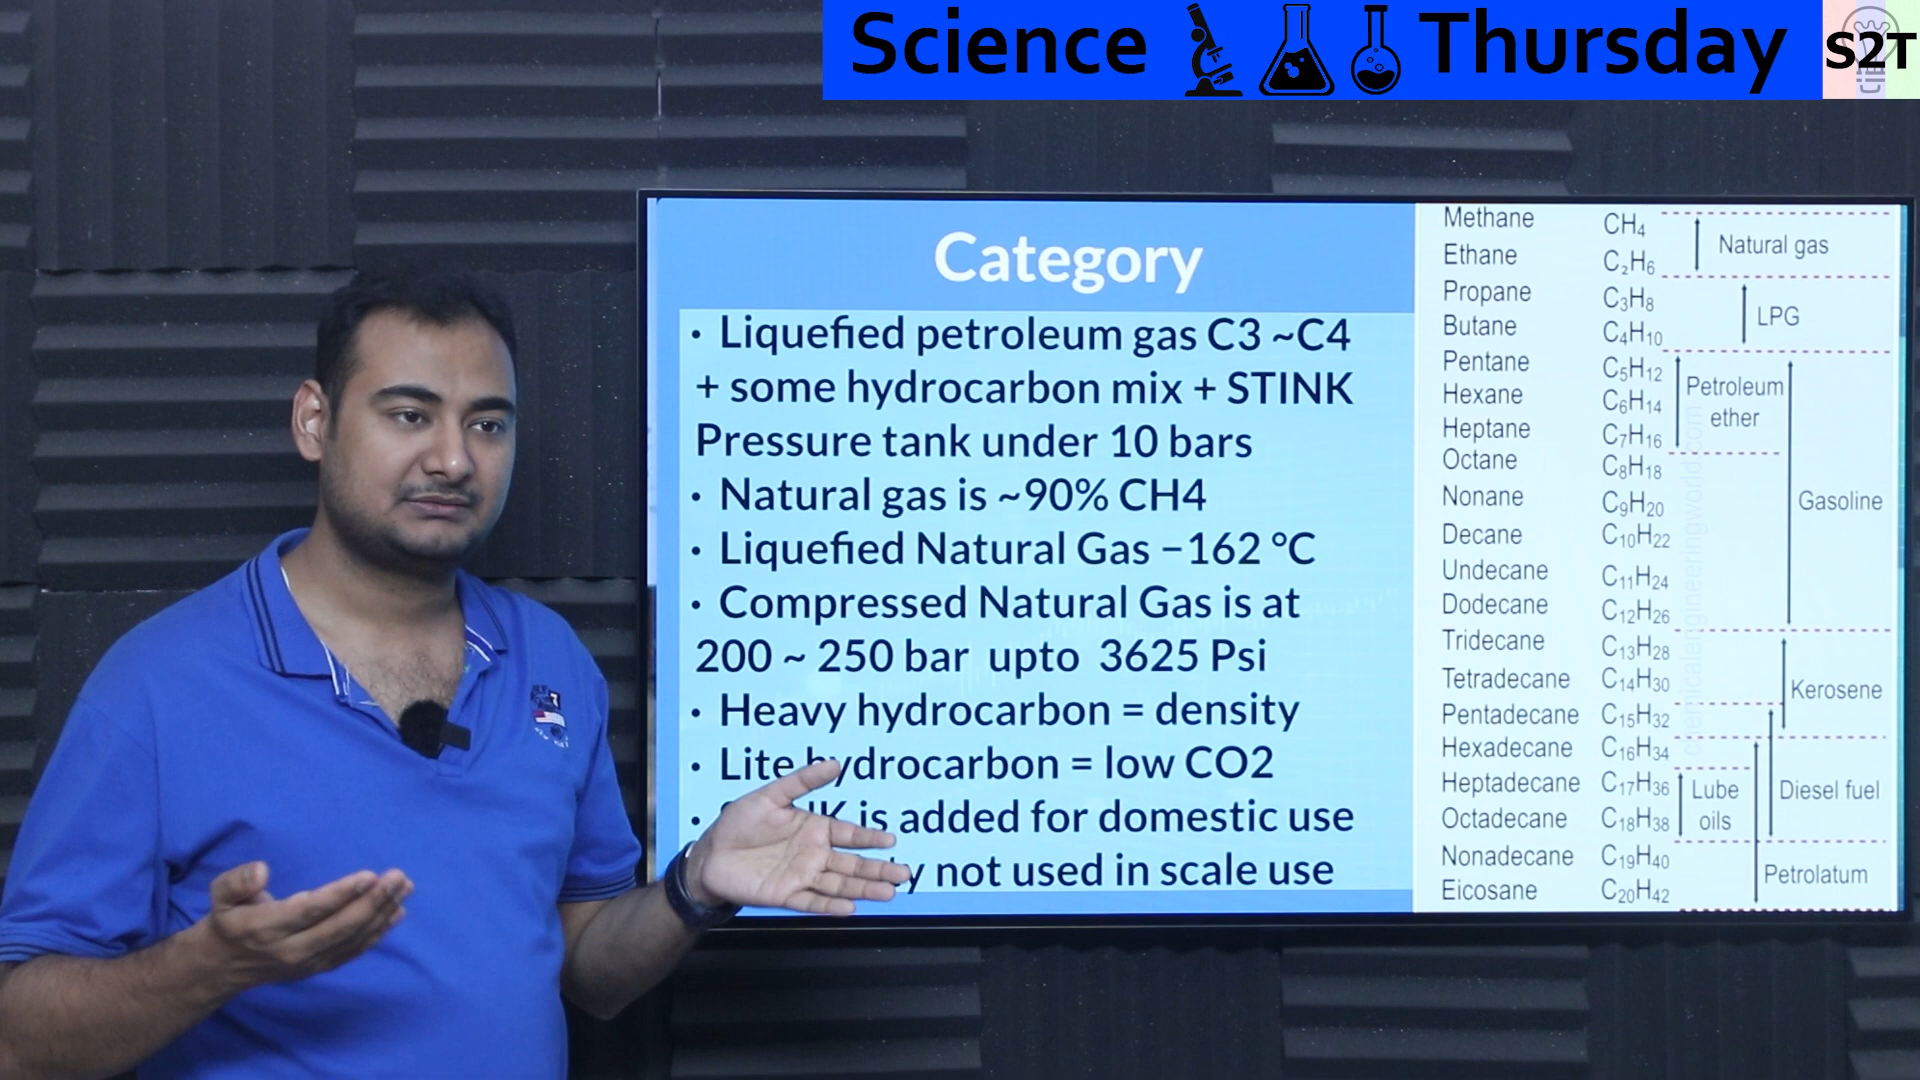 Science Thursday S2T
Category
• Liquefied petroleum gas C3 ~C4
+ some hydrocarbon mix + STINK
Pressure tank under 10 bars
• Natural gas is ~90% CH4
• Liquefied Natural Gas −162 °C
• Compressed Natural Gas is at
200 ~ 250 bar upto 3625 Psi
• Heavy hydrocarbon = density
• Lite hydrocarbon = low CO2
• is added for domestic use
not used in scale use
Methane CH₄
Natural gas
Ethane C₂H₆
Propane C₃H₈
LPG
Butane C₄H₁₀
Pentane C₅H₁₂
Petroleum
Hexane C₆H₁₄
ether
Heptane C₇H₁₆
Octane C₈H₁₈
Nonane C₉H₂₀
Gasoline
Decane C₁₀H₂₂
Undecane C₁₁H₂₄
Dodecane C₁₂H₂₆
Tridecane C₁₃H₂₈
Tetradecane C₁₄H₃₀
Kerosene
Pentadecane C₁₅H₃₂
Hexadecane C₁₆H₃₄
Heptadecane C₁₇H₃₆
Lube
Diesel fuel
Octadecane C₁₈H₃₈
oils
Nonadecane C₁₉H₄₀
Petrolatum
Eicosane C₂₀H₄₂